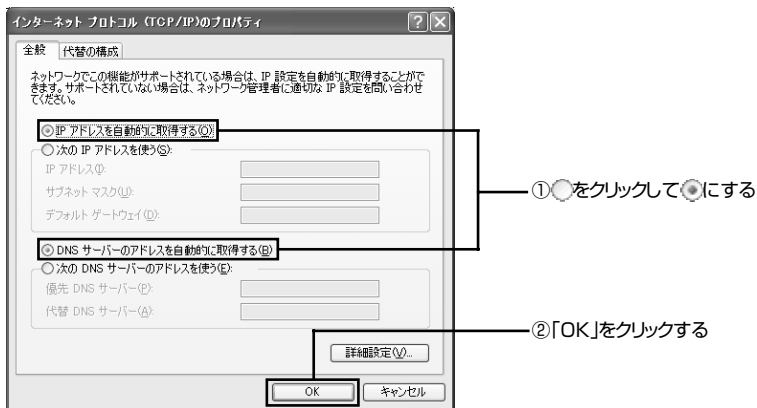 インターネット プロトコル (TCP/IP)のプロパティ
全般
代替の構成
ネットワークでこの機能がサポートされている場合は、IP 設定を自動的に取得することがで
きます。サポートされていない場合は、ネットワーク管理者に適切な IP 設定を問い合わせ
てください。
IP アドレスを自動的に取得する(O)
次の IP アドレスを使う(S):
IP アドレス(I):
サブネット マスク(U):
デフォルト ゲートウェイ(D):
①をクリックしてにする
DNS サーバーのアドレスを自動的に取得する(B)
次の DNS サーバーのアドレスを使う(E):
優先 DNS サーバー(P):
代替 DNS サーバー(A):
②「OK」をクリックする
詳細設定(V)...
OK
キャンセル